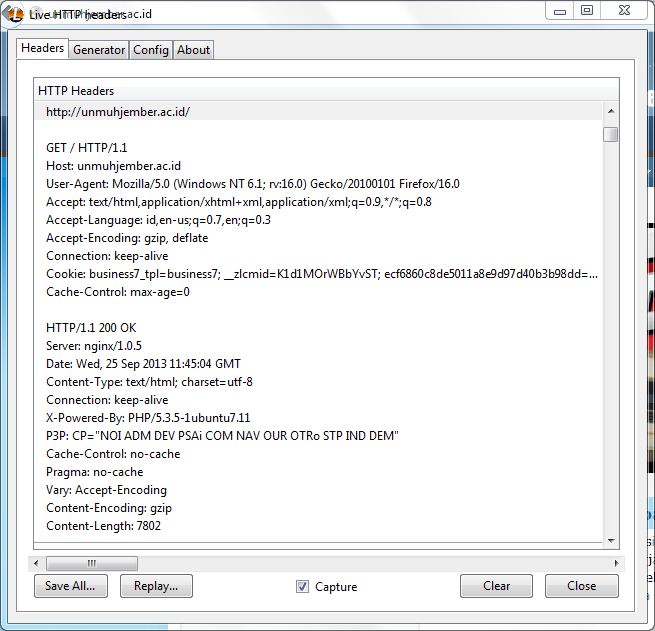 Live HTTP headers
Headers
Generator
Config
About
HTTP Headers
http://unmuhjember.ac.id/
GET / HTTP/1.1
Host: unmuhjember.ac.id
User-Agent: Mozilla/5.0 (Windows NT 6.1; rv:16.0) Gecko/20100101 Firefox/16.0
Accept: text/html,application/xhtml+xml,application/xml;q=0.9,*/*;q=0.8
Accept-Language: id,en-us;q=0.7,en;q=0.3
Accept-Encoding: gzip, deflate
Connection: keep-alive
Cookie: business7_tpl=business7; __zlcmid=K1d1MOrWBbYvST; ecf6860c8de5011a8e9d97d40b3b98dd=...
Cache-Control: max-age=0
HTTP/1.1 200 OK
Server: nginx/1.0.5
Date: Wed, 25 Sep 2013 11:45:04 GMT
Content-Type: text/html; charset=utf-8
Connection: keep-alive
X-Powered-By: PHP/5.3.5-1ubuntu7.11
P3P: CP="NOI ADM DEV PSAi COM NAV OUR OTRo STP IND DEM"
Cache-Control: no-cache
Pragma: no-cache
Vary: Accept-Encoding
Content-Encoding: gzip
Content-Length: 7802
Save All...
Replay...
Capture
Clear
Close